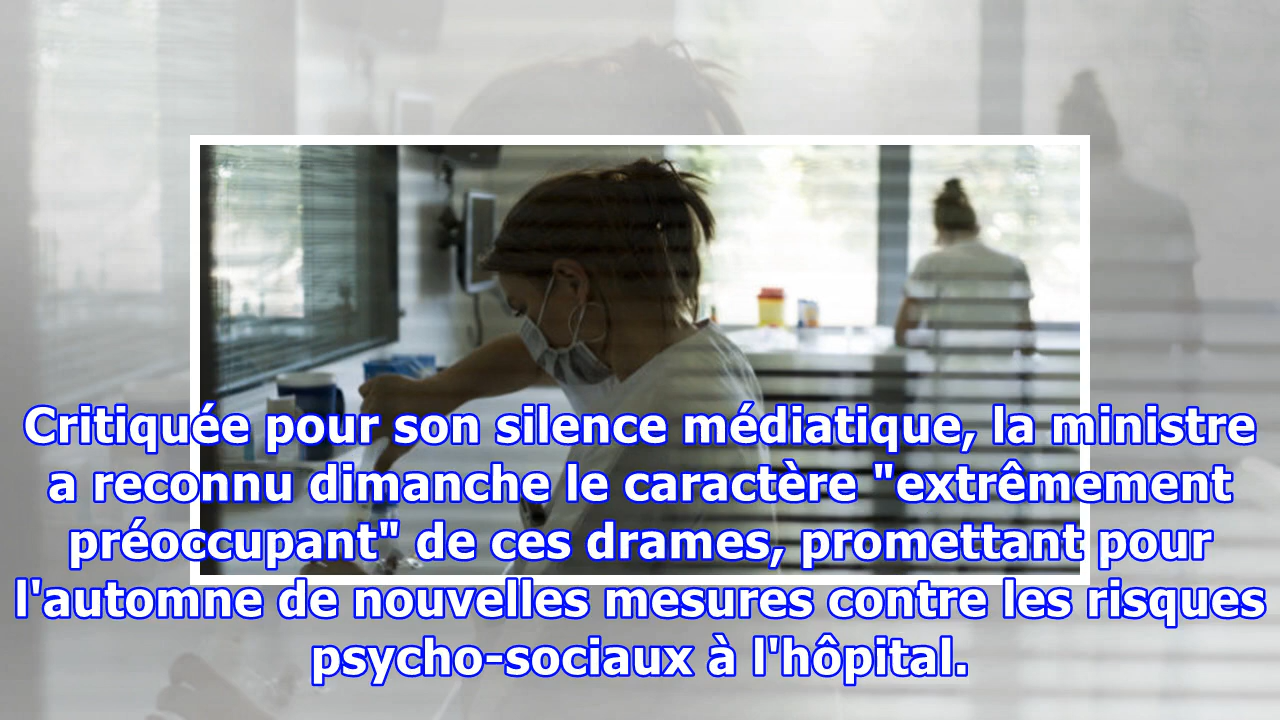 Critiquée pour son silence médiatique, la ministre
a reconnu dimanche le caractère "extrêmement
préoccupant" de ces drames, promettant pour
l'automne de nouvelles mesures contre les risques
psycho-sociaux à l'hôpital.